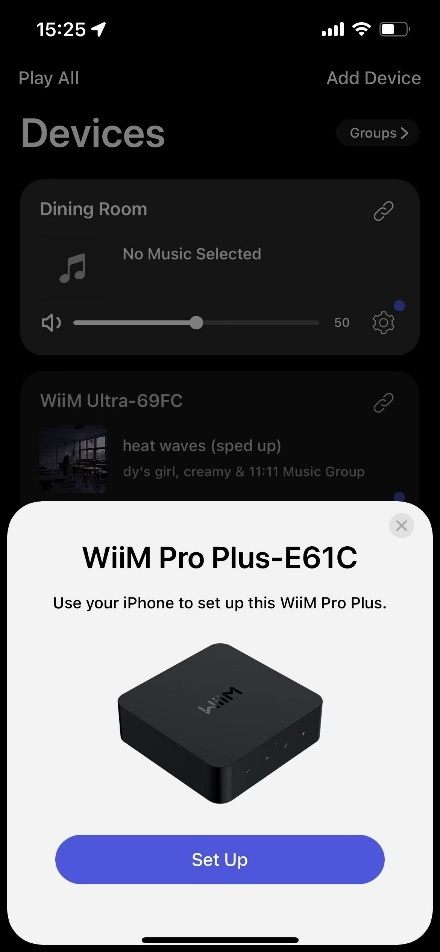 15:25
Play All
Add Device
Devices
Groups
Dining Room
No Music Selected
50
WiiM Ultra-69FC
heat waves (sped up)
dy's girl, creamy & 11:11 Music Group
WiiM Pro Plus-E61C
Use your iPhone to set up this WiiM Pro Plus.
WiiM
Set Up